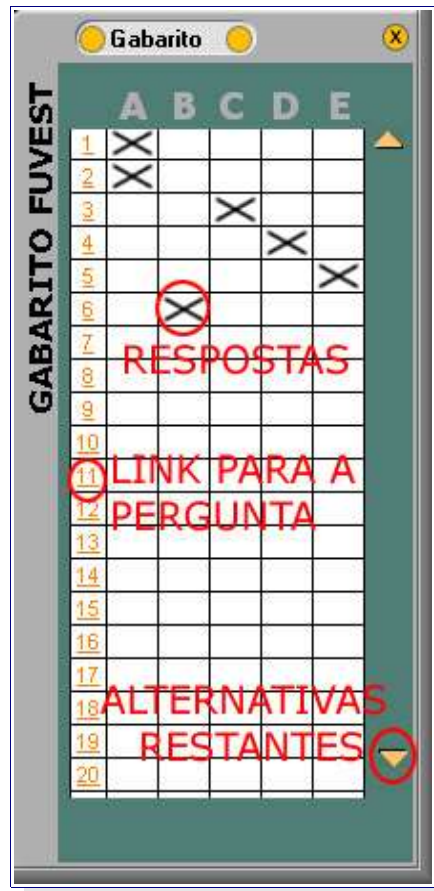 Gabarito
X
GABARITO FUVEST
A B C D E
1
2
3
4
5
6
7
RESPOSTAS
8
9
10
11 LINK PARA A
12 PERGUNTA
13
14
15
16
17
18 ALTERNATIVAS
19 RESTANTES
20